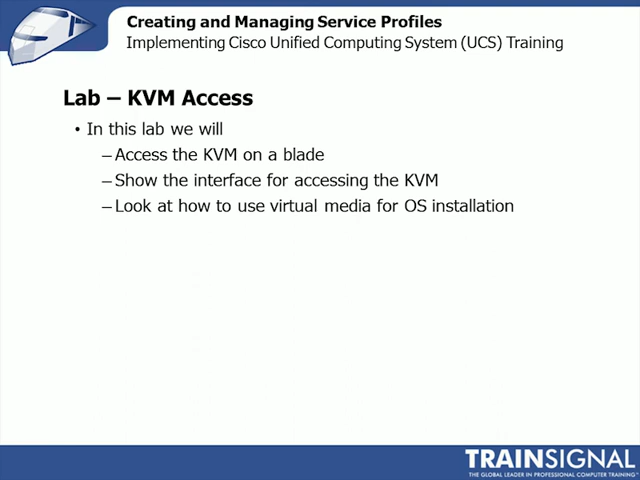 Creating and Managing Service Profiles
Implementing Cisco Unified Computing System (UCS) Training
Lab – KVM Access
• In this lab we will
– Access the KVM on a blade
– Show the interface for accessing the KVM
– Look at how to use virtual media for OS installation
TRAINSIGNAL
THE GLOBAL LEADER IN PROFESSIONAL COMPUTER TRAINING